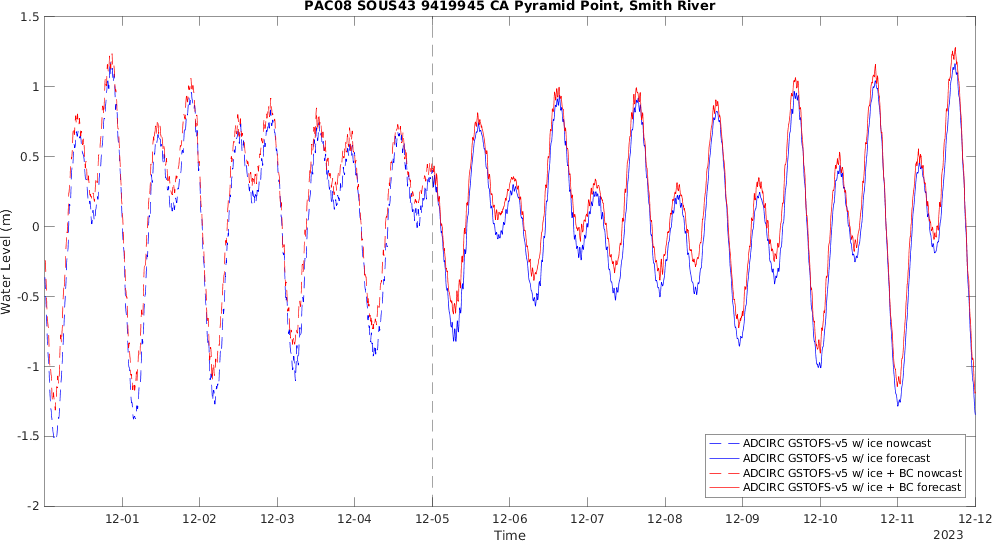 PAC08 SOUS43 9419945 CA Pyramid Point, Smith River
1.5
1
0.5
0
-0.5
-1
-1.5
-2
Water Level (m)
ADCIRC GSTOFS-v5 w/ ice nowcast
ADCIRC GSTOFS-v5 w/ ice forecast
ADCIRC GSTOFS-v5 w/ ice + BC nowcast
ADCIRC GSTOFS-v5 w/ ice + BC forecast
12-01 12-02 12-03 12-04 12-05 12-06 12-07 12-08 12-09 12-10 12-11 12-12
Time
2023